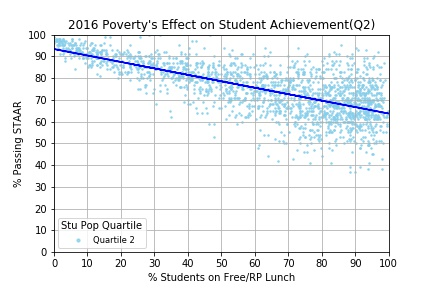 2016 Poverty's Effect on Student Achievement(Q2)
100
90
80
70
60
50
40
30
20
10
0
% Passing STAAR
Stu Pop Quartile
Quartile 2
0 10 20 30 40 50 60 70 80 90 100
% Students on Free/RP Lunch